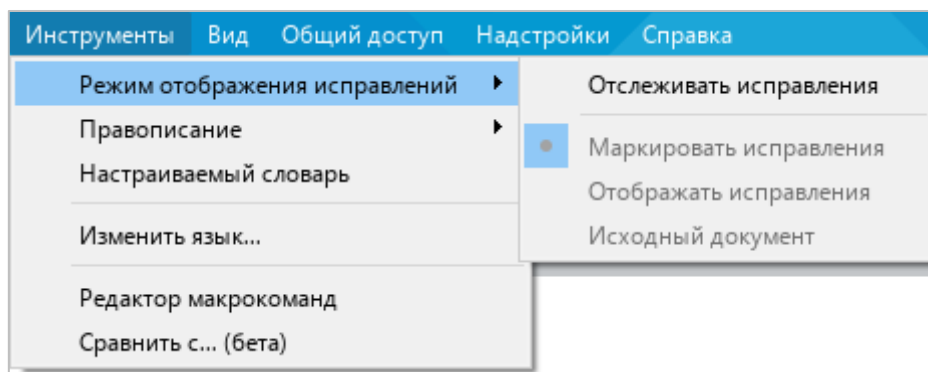 Инструменты Вид Общий доступ Надстройки Справка
Режим отображения исправлений
Правописание
Настраиваемый словарь
Изменить язык...
Редактор макрокоманд
Сравнить с... (бета)
Отслеживать исправления
Маркировать исправления
Отображать исправления
Исходный документ